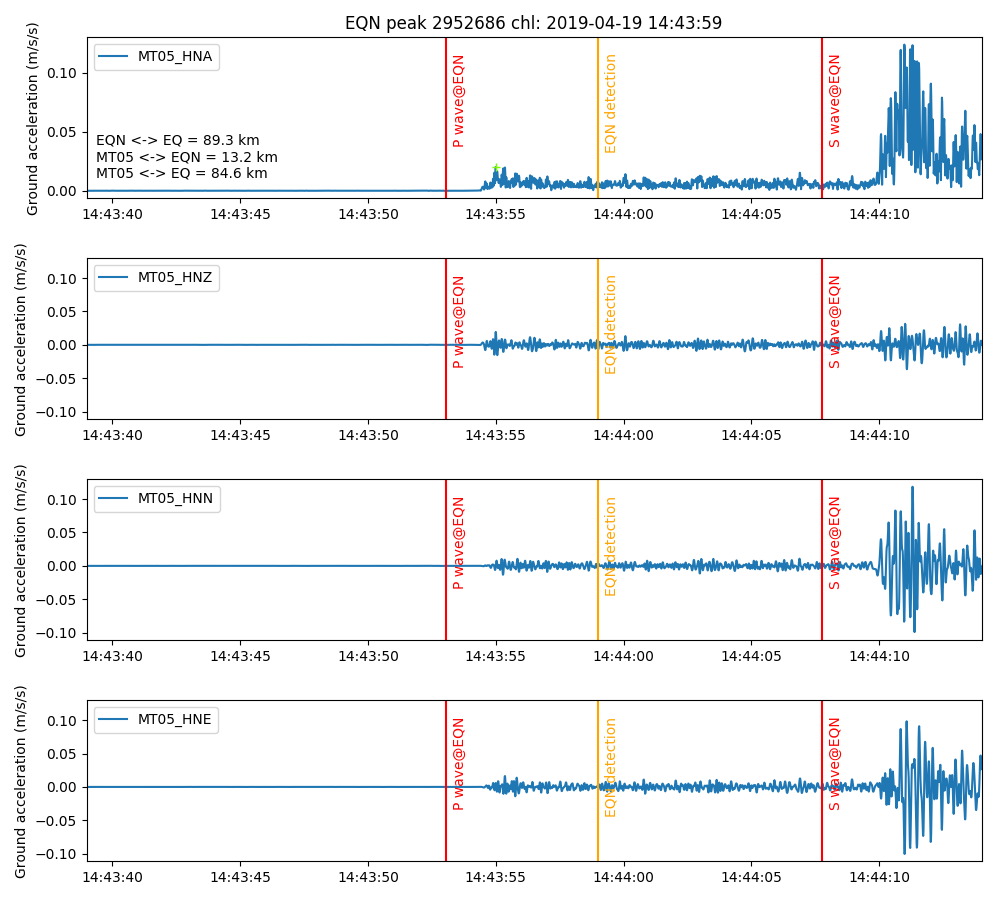 EQN peak 2952686 chl: 2019-04-19 14:43:59
Ground acceleration (m/s/s)
0.10
0.05
0.00
MT05_HNA
EQN <-> EQ = 89.3 km
MT05 <-> EQN = 13.2 km
MT05 <-> EQ = 84.6 km
P wave@EQN
EQN detection
S wave@EQN
14:43:40 14:43:45 14:43:50 14:43:55 14:44:00 14:44:05 14:44:10
Ground acceleration (m/s/s)
0.10
0.05
0.00
−0.05
−0.10
MT05_HNZ
P wave@EQN
EQN detection
S wave@EQN
14:43:40 14:43:45 14:43:50 14:43:55 14:44:00 14:44:05 14:44:10
Ground acceleration (m/s/s)
0.10
0.05
0.00
−0.05
−0.10
MT05_HNN
P wave@EQN
EQN detection
S wave@EQN
14:43:40 14:43:45 14:43:50 14:43:55 14:44:00 14:44:05 14:44:10
Ground acceleration (m/s/s)
0.10
0.05
0.00
−0.05
−0.10
MT05_HNE
P wave@EQN
EQN detection
S wave@EQN
14:43:40 14:43:45 14:43:50 14:43:55 14:44:00 14:44:05 14:44:10